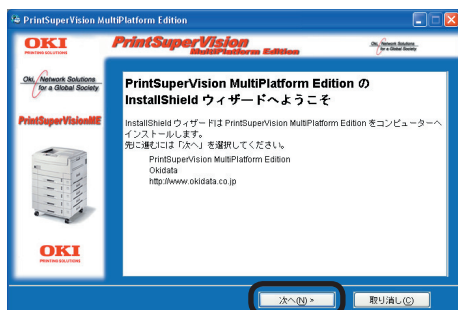 PrintSuperVision MultiPlatform Edition
OKI
PRINTING SOLUTIONS
PrintSuperVision
MultiPlatform Edition
Oki, Network Solutions
for a Global Society
Oki, Network Solutions
for a Global Society
PrintSuperVisionME
OKI
PRINTING SOLUTIONS
PrintSuperVision MultiPlatform Edition の
InstallShield ウィザードへようこそ
InstallShield ウィザードは PrintSuperVision MultiPlatform Edition をコンピューターへ
インストールします。
先に進むには「次へ」を選択してください。
PrintSuperVision MultiPlatform Edition
Okidata
http://www.okidata.co.jp
次へ(N) >
取り消し(C)